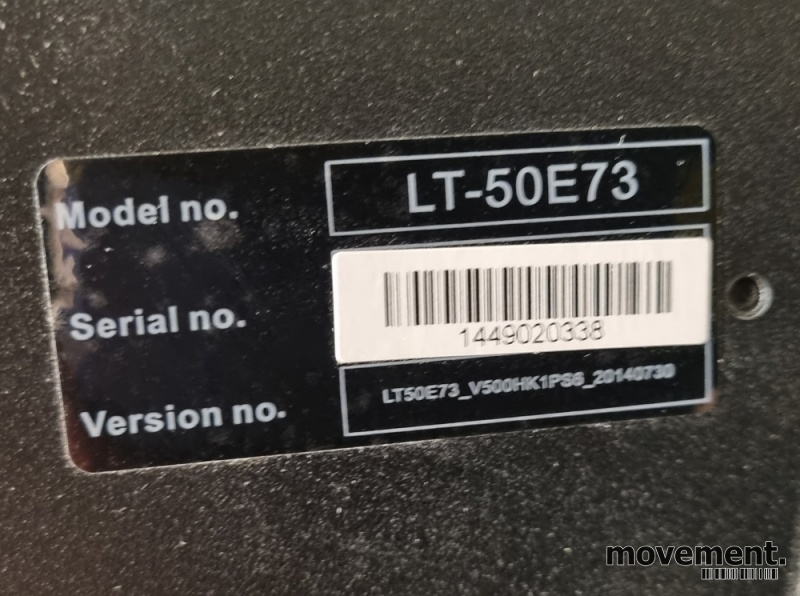 Model no. LT-50E73
Serial no. 1449020338
Version no. LT50E73_V500HK1PS6_20140730
movement.